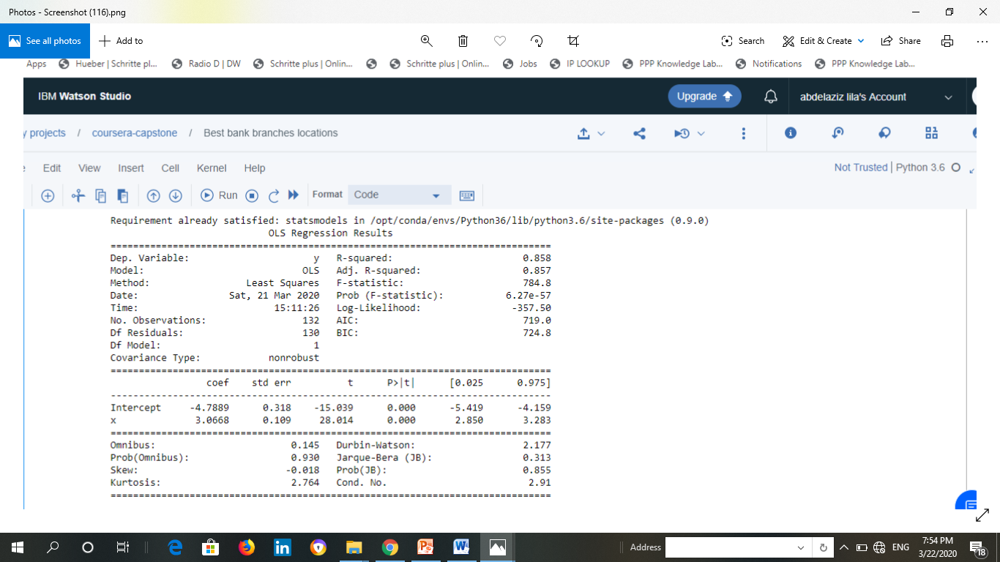 Photos - Screenshot (116).png
See all photos Add to Search Edit & Create Share
Apps Hueber | Schritte pl... Radio D | DW Schritte plus | Onlin... Schritte plus | Onlin... Jobs IP LOOKUP PPP Knowledge Lab... Notifications PPP Knowledge Lab...
IBM Watson Studio Upgrade abdelaziz lila's Account
y projects / coursera-capstone / Best bank branches locations
Edit View Insert Cell Kernel Help Not Trusted | Python 3.6
Run Format Code
Requirement already satisfied: statsmodels in /opt/conda/envs/Python36/lib/python3.6/site-packages (0.9.0)
OLS Regression Results
==============================================================================
Dep. Variable: y R-squared: 0.858
Model: OLS Adj. R-squared: 0.857
Method: Least Squares F-statistic: 784.8
Date: Sat, 21 Mar 2020 Prob (F-statistic): 6.27e-57
Time: 15:11:26 Log-Likelihood: -357.50
No. Observations: 132 AIC: 719.0
Df Residuals: 130 BIC: 724.8
Df Model: 1
Covariance Type: nonrobust
==============================================================================
coef std err t P>|t| [0.025 0.975]
------------------------------------------------------------------------------
Intercept -4.7889 0.318 -15.039 0.000 -5.419 -4.159
x 3.0668 0.109 28.014 0.000 2.850 3.283
==============================================================================
Omnibus: 0.145 Durbin-Watson: 2.177
Prob(Omnibus): 0.930 Jarque-Bera (JB): 0.313
Skew: -0.018 Prob(JB): 0.855
Kurtosis: 2.764 Cond. No. 2.91
==============================================================================
Address ENG 7:54 PM
3/22/2020 18